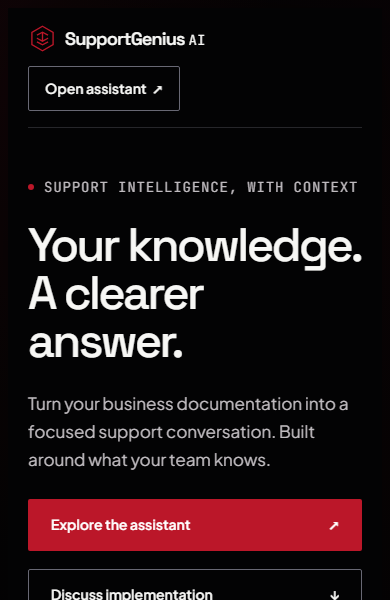 SupportGenius AI
Open assistant ↗
SUPPORT INTELLIGENCE, WITH CONTEXT
Your knowledge.
A clearer
answer.
Turn your business documentation into a
focused support conversation. Built
around what your team knows.
Explore the assistant ↗
Discuss implementation ↓